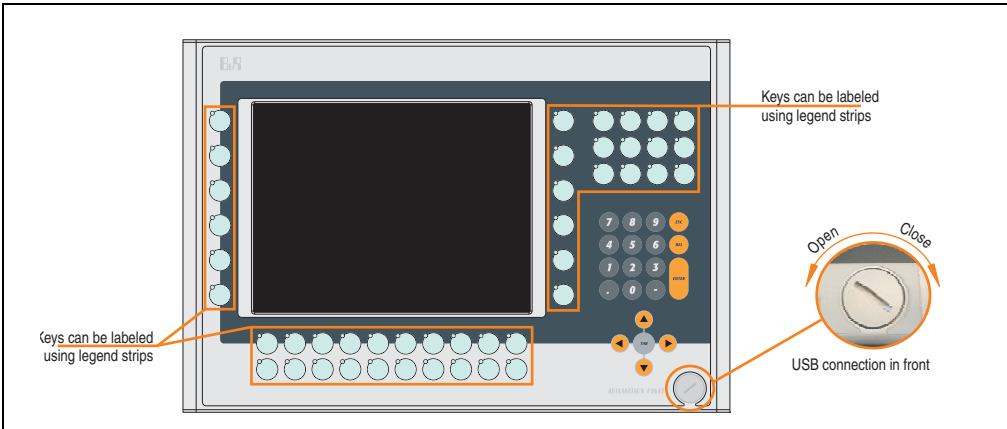 B&R
Keys can be labeled
using legend strips
7 8 9 ESC
4 5 6 DEL
1 2 3
ENTER
. 0 -
TAB
Open Close
Keys can be labeled
using legend strips
USB connection in front